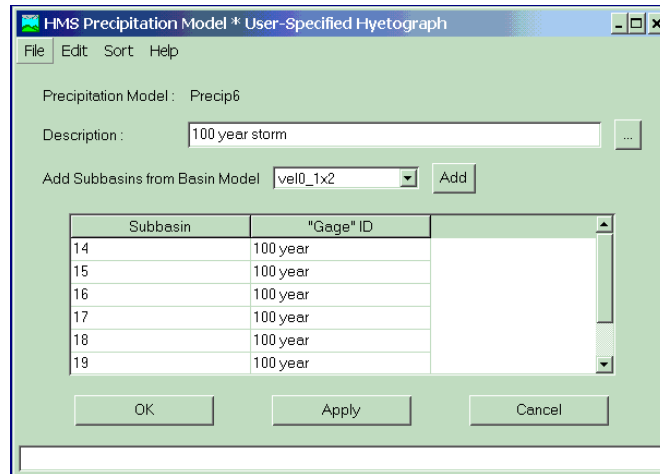 HMS Precipitation Model * User-Specified Hyetograph
File Edit Sort Help
Precipitation Model : Precip6
Description : 100 year storm ...
Add Subbasins from Basin Model vel0_1x2 Add
Subbasin "Gage" ID
14 100 year
15 100 year
16 100 year
17 100 year
18 100 year
19 100 year
OK Apply Cancel